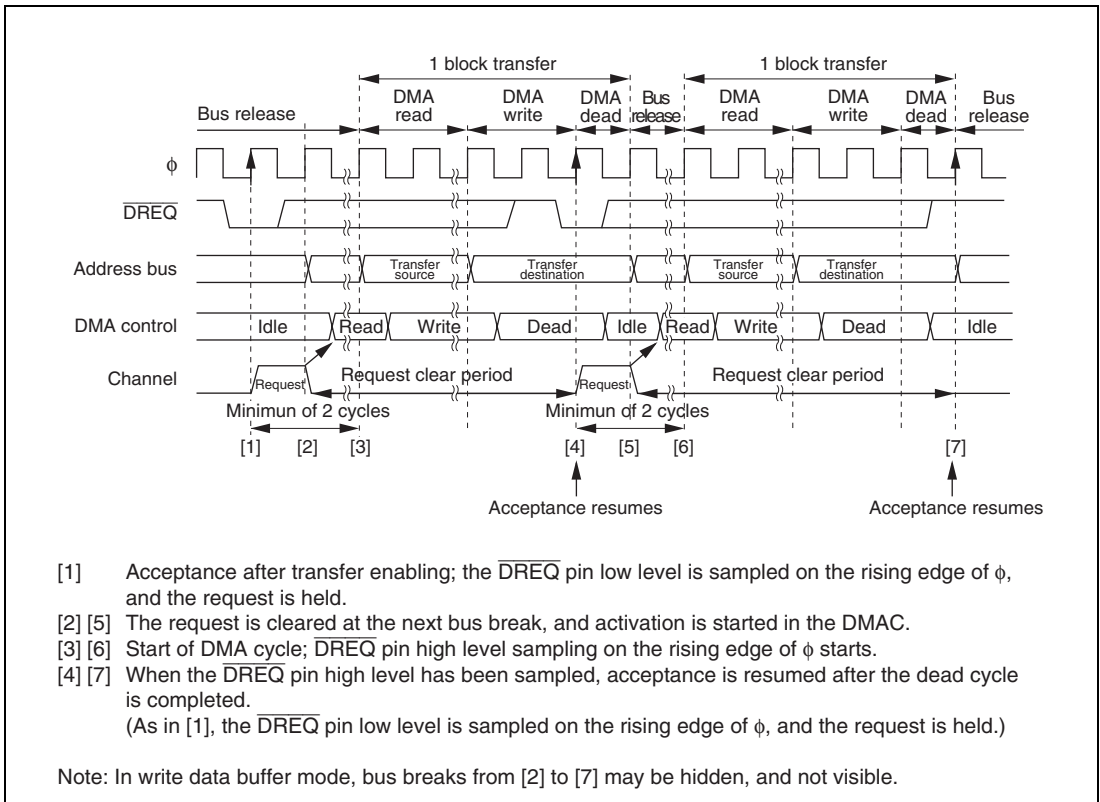 1 block transfer 1 block transfer
Bus release DMA read DMA write DMA dead Bus release DMA read DMA write DMA dead Bus release
ϕ
DREQ
Address bus Transfer source Transfer destination Transfer source Transfer destination
DMA control Idle Read Write Dead Idle Read Write Dead Idle
Channel Request Request clear period Request Request clear period
Minimun of 2 cycles Minimun of 2 cycles
[1] [2] [3] [4] [5] [6] [7]
Acceptance resumes Acceptance resumes
[1] Acceptance after transfer enabling; the DREQ pin low level is sampled on the rising edge of ϕ,
and the request is held.
[2] [5] The request is cleared at the next bus break, and activation is started in the DMAC.
[3] [6] Start of DMA cycle; DREQ pin high level sampling on the rising edge of ϕ starts.
[4] [7] When the DREQ pin high level has been sampled, acceptance is resumed after the dead cycle
is completed.
(As in [1], the DREQ pin low level is sampled on the rising edge of ϕ, and the request is held.)
Note: In write data buffer mode, bus breaks from [2] to [7] may be hidden, and not visible.